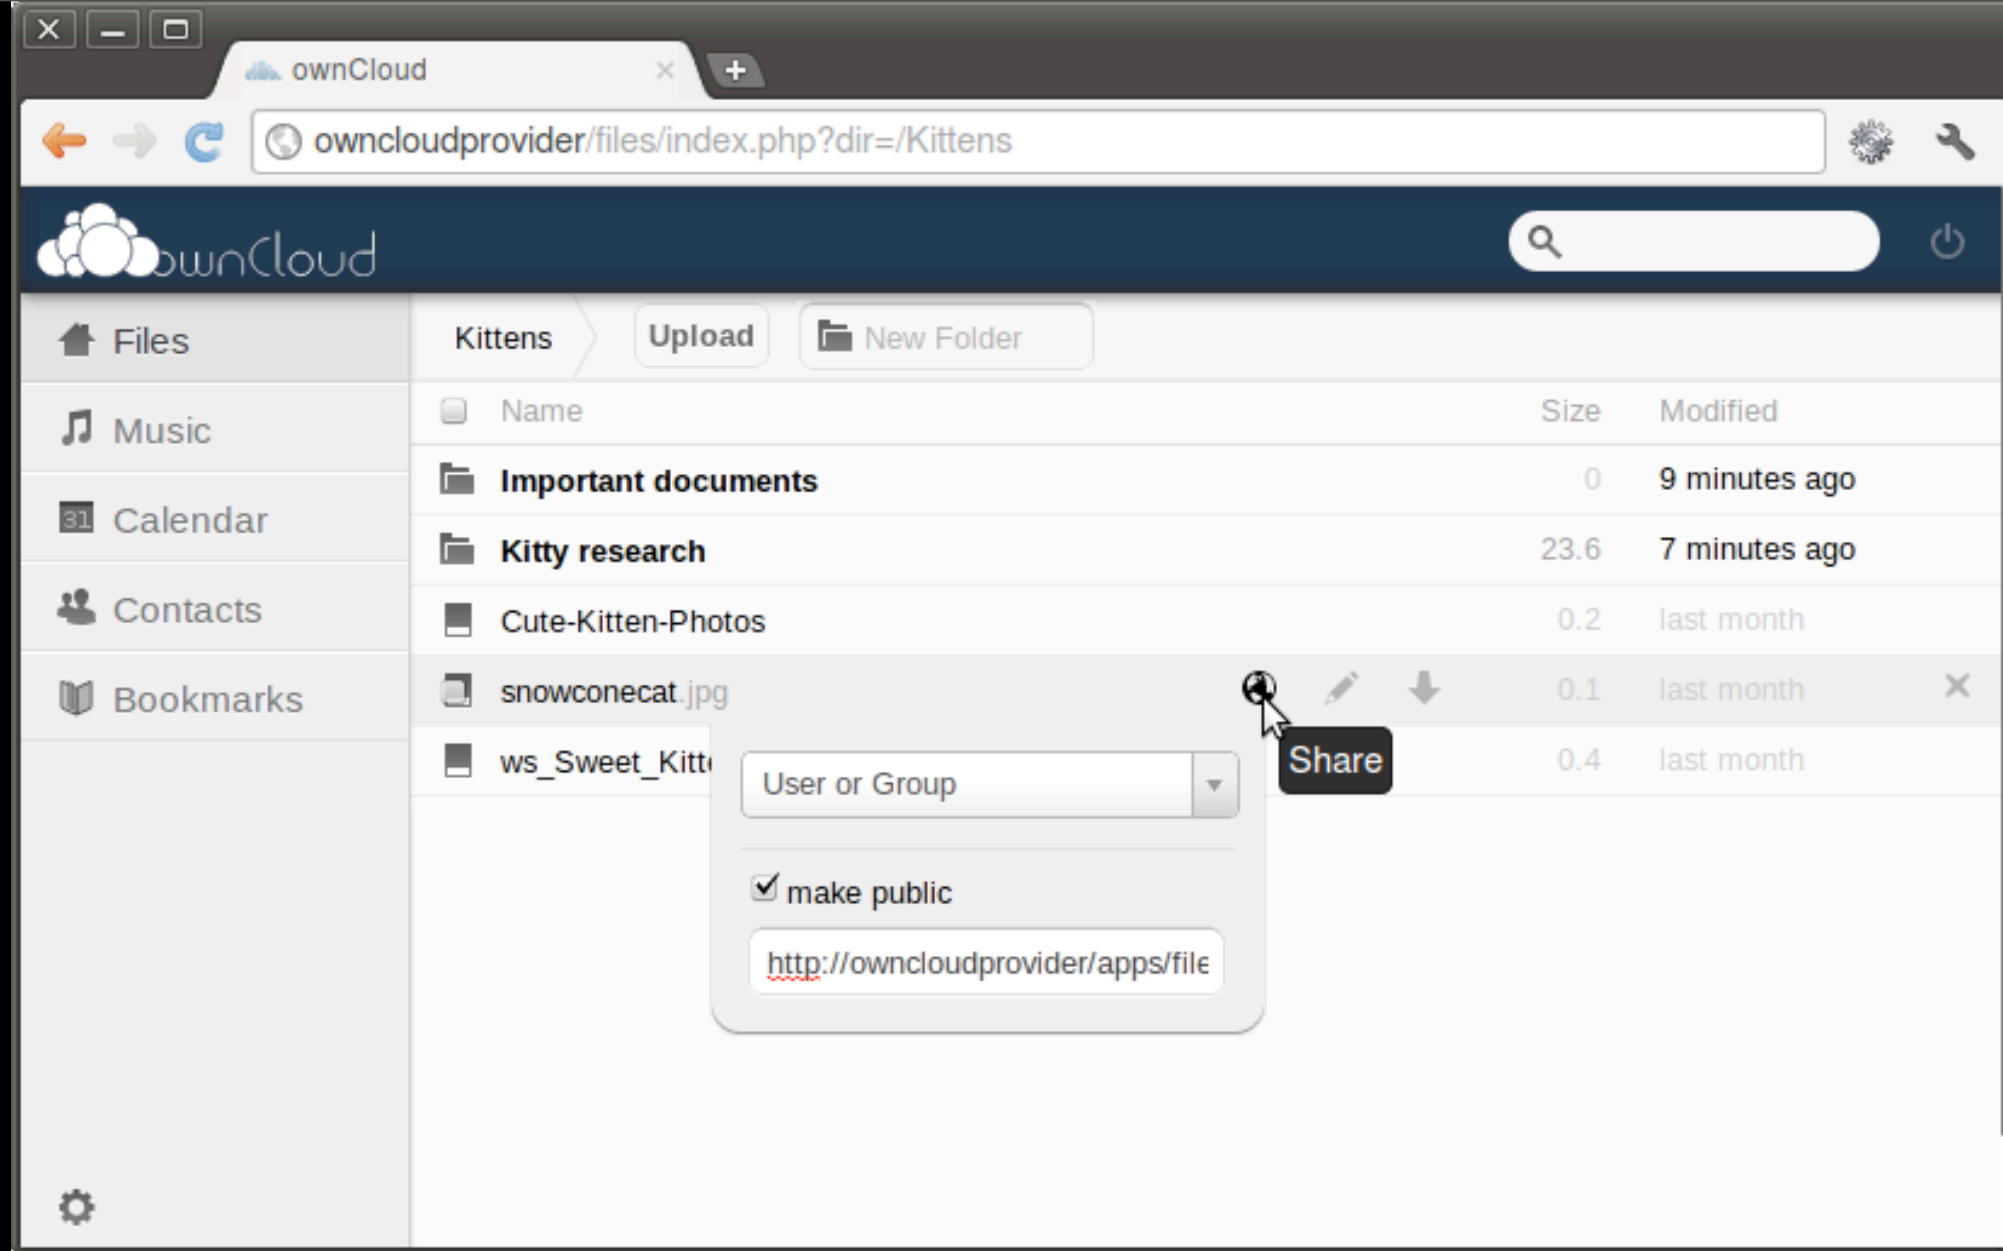 ownCloud
owncloudprovider/files/index.php?dir=/Kittens
ownCloud
Files
Music
31 Calendar
Contacts
Bookmarks
Kittens Upload New Folder
Name Size Modified
Important documents 0 9 minutes ago
Kitty research 23.6 7 minutes ago
Cute-Kitten-Photos 0.2 last month
snowconecat.jpg 0.1 last month
Share
ws_Sweet_Kitt 0.4 last month
User or Group
make public
http://owncloudprovider/apps/file